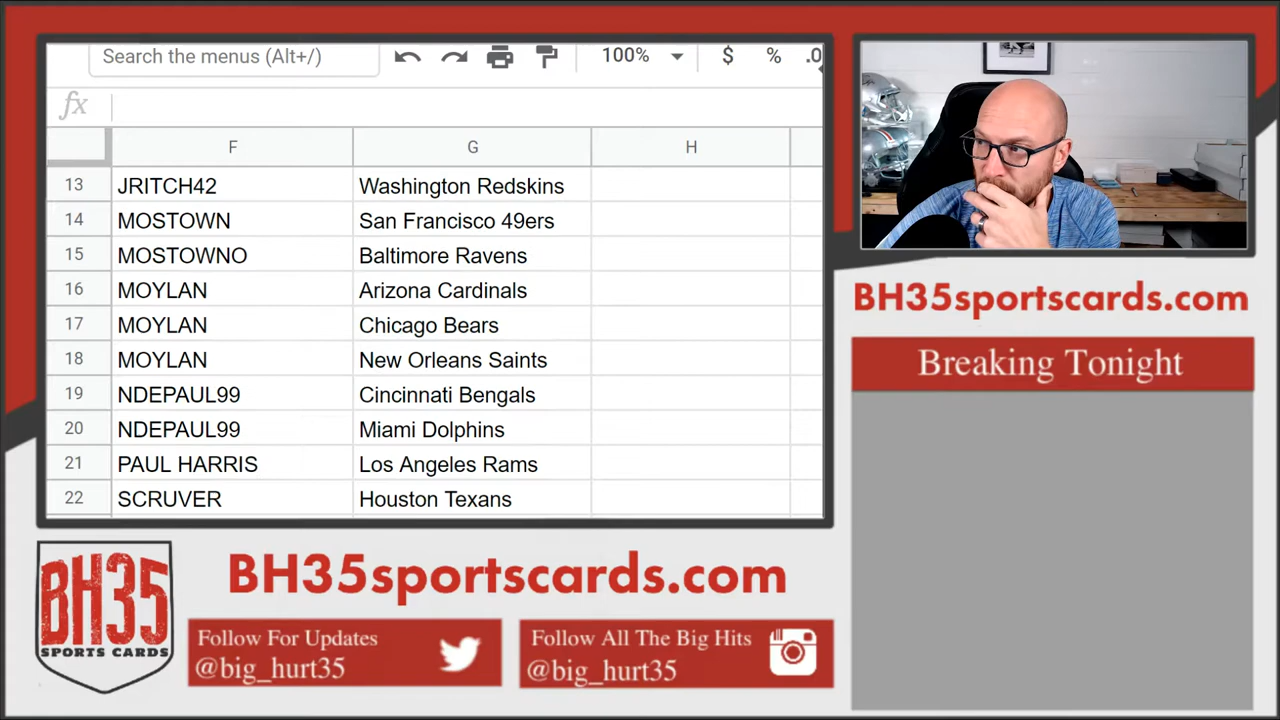 Search the menus (Alt+/)
100%
$
%
.0
fx
F
G
H
13 JRITCH42 Washington Redskins
14 MOSTOWN San Francisco 49ers
15 MOSTOWNO Baltimore Ravens
16 MOYLAN Arizona Cardinals
17 MOYLAN Chicago Bears
18 MOYLAN New Orleans Saints
19 NDEPAUL99 Cincinnati Bengals
20 NDEPAUL99 Miami Dolphins
21 PAUL HARRIS Los Angeles Rams
22 SCRUVER Houston Texans
BH35sportscards.com
Breaking Tonight
BH35
SPORTS CARDS
BH35sportscards.com
Follow For Updates
@big_hurt35
Follow All The Big Hits
@big_hurt35